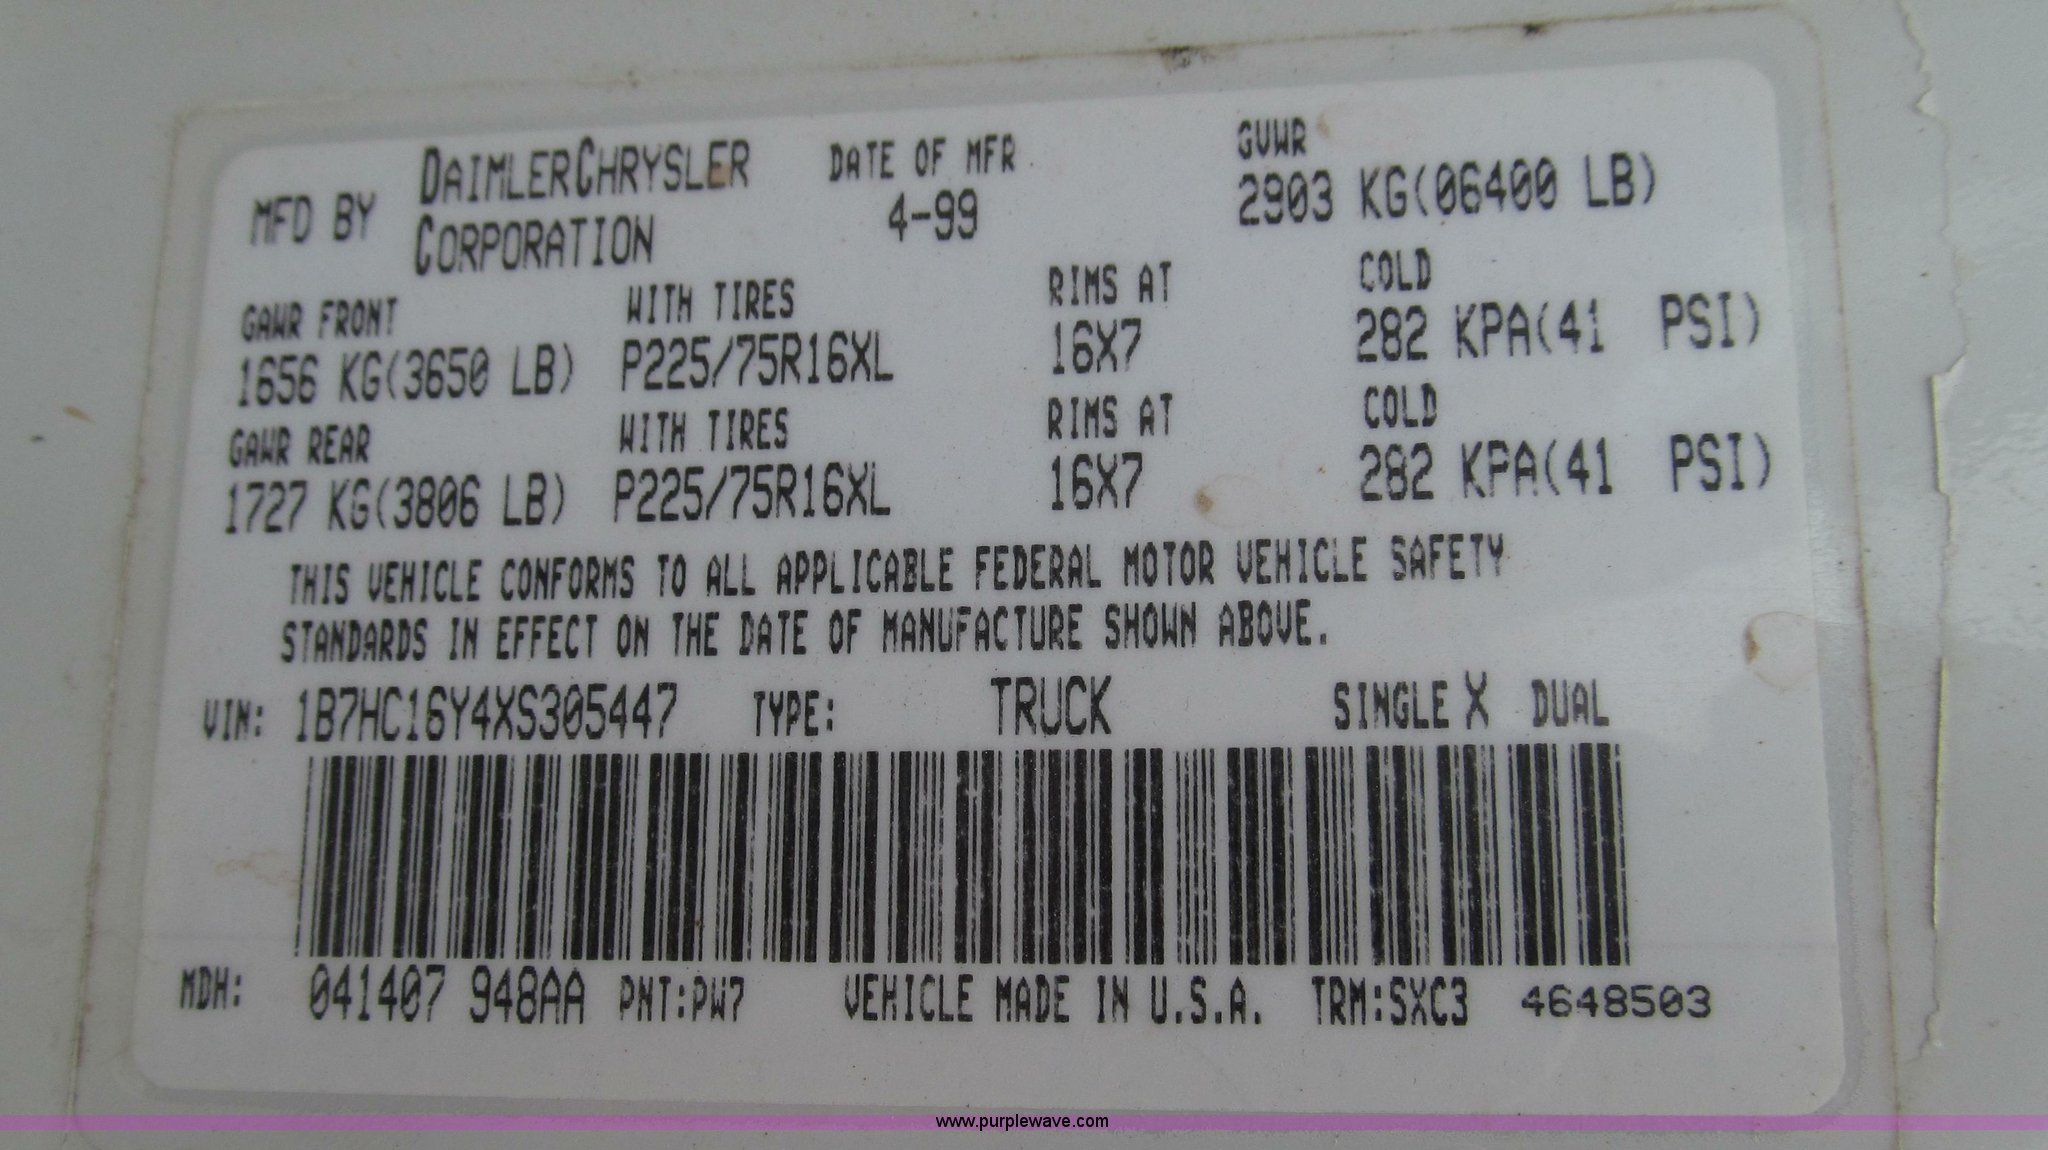 MFD BY DAIMLERCHRYSLER CORPORATION
DATE OF MFR
4-99
GVWR
2903 KG(06400 LB)
GAWR FRONT WITH TIRES RIMS AT COLD
1656 KG(3650 LB) P225/75R16XL 16X7 282 KPA(41 PSI)
GAWR REAR WITH TIRES RIMS AT COLD
1727 KG(3806 LB) P225/75R16XL 16X7 282 KPA(41 PSI)
THIS VEHICLE CONFORMS TO ALL APPLICABLE FEDERAL MOTOR VEHICLE SAFETY
STANDARDS IN EFFECT ON THE DATE OF MANUFACTURE SHOWN ABOVE.
VIN: 1B7HC16Y4XS305447 TYPE: TRUCK SINGLE X DUAL
MDH: 041407 948AA PNT:PW7 VEHICLE MADE IN U.S.A. TRM:SXC3 4648503
www.purplewave.com